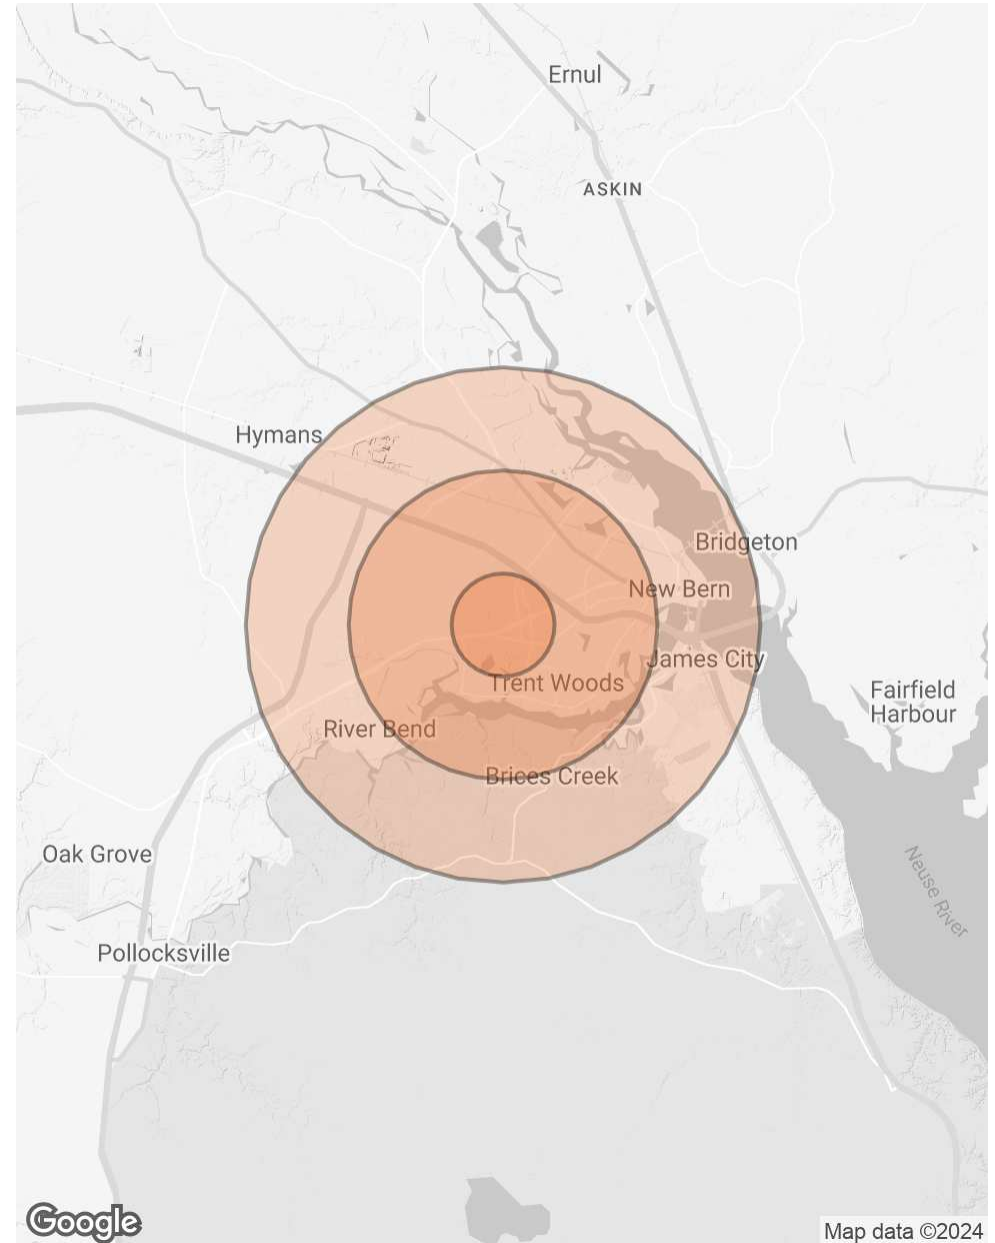 Ernul
ASKIN
Hymans
Bridgeton
New Bern
James City
Trent Woods
Fairfield
Harbour
River Bend
Brices Creek
Oak Grove
Neuse River
Pollocksville
Google
Map data ©2024